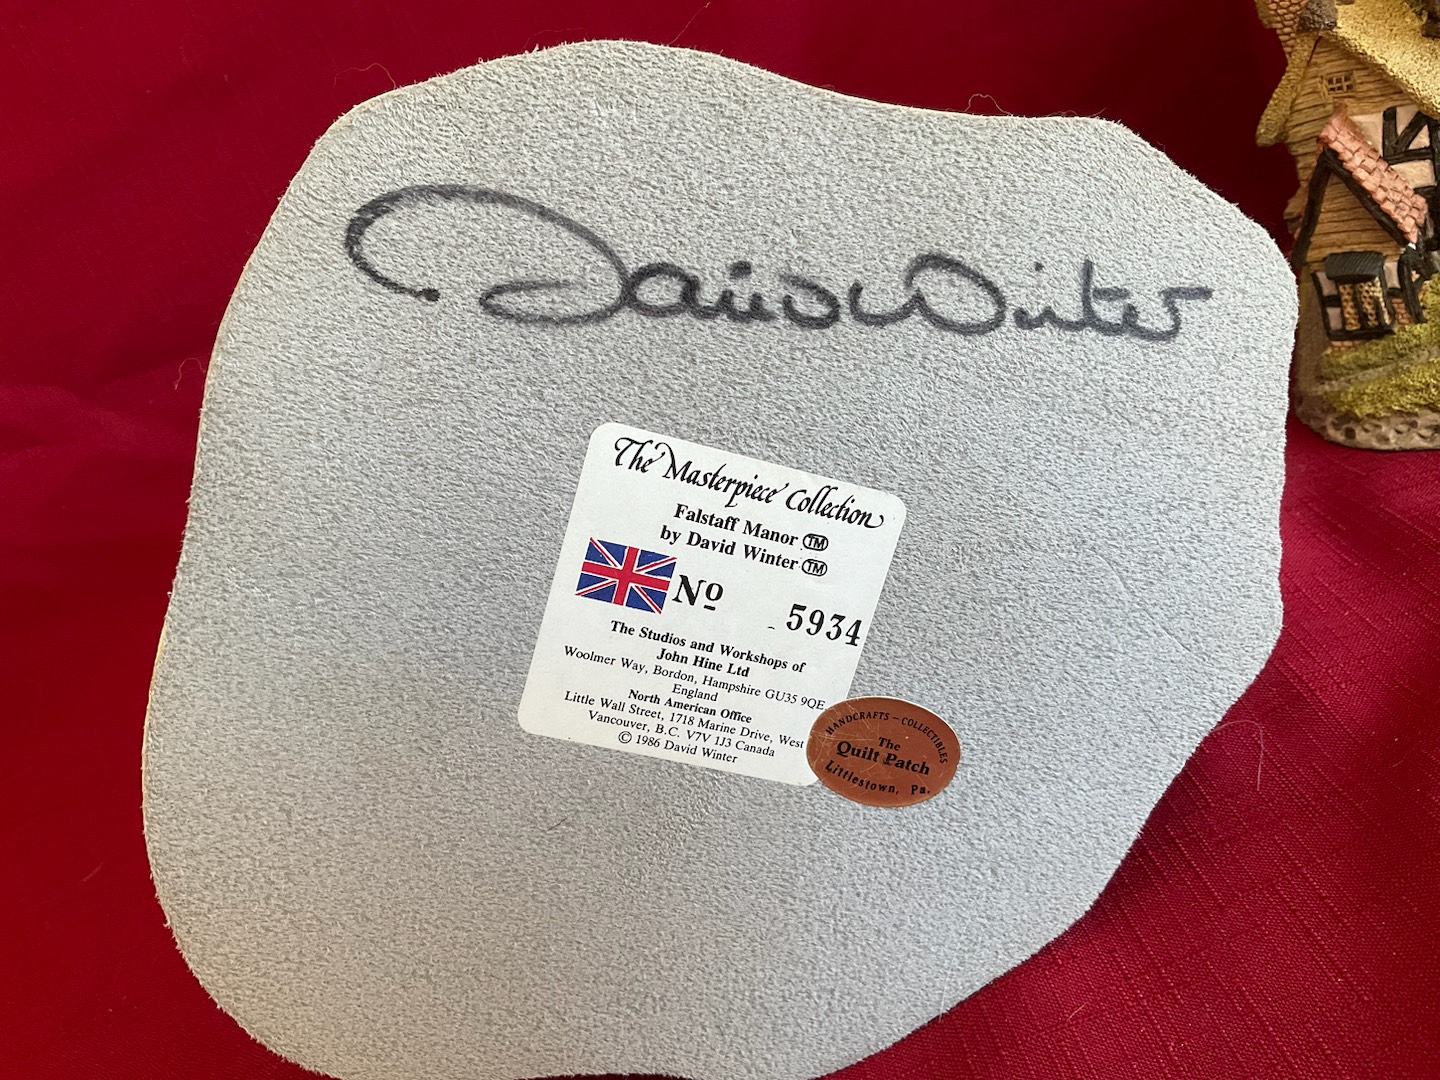 David Winter
The Masterpiece Collection
Falstaff Manor TM
by David Winter TM
No 5934
The Studios and Workshops of
John Hine Ltd
Woolmer Way, Bordon, Hampshire GU35 9QE
England
North American Office
Little Wall Street, 1718 Marine Drive, West
Vancouver, B.C. V7V 1J3 Canada
© 1986 David Winter
HANDCRAFTS – COLLECTIBLES
The
Quilt Patch
Littlestown, Pa.